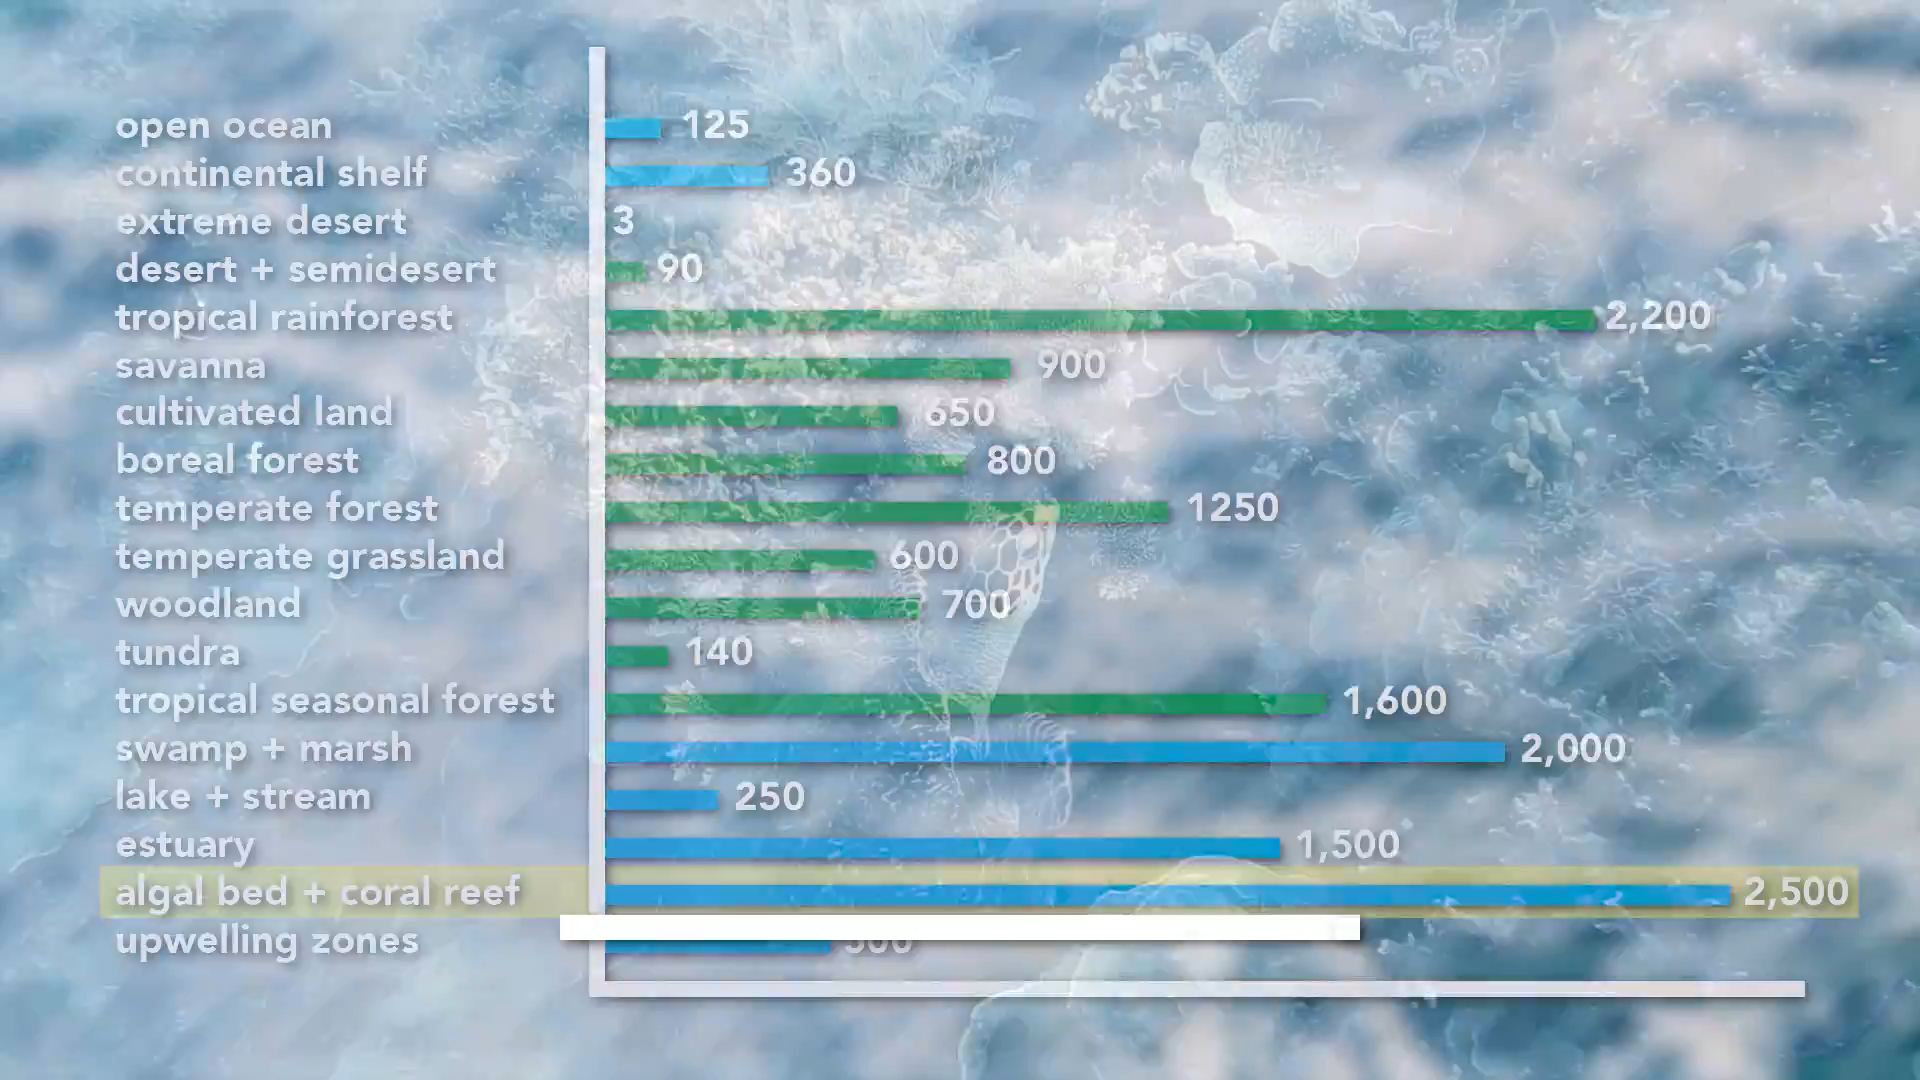 open ocean 125
continental shelf 360
extreme desert 3
desert + semidesert 90
tropical rainforest 2,200
savanna 900
cultivated land 650
boreal forest 800
temperate forest 1250
temperate grassland 600
woodland 700
tundra 140
tropical seasonal forest 1,600
swamp + marsh 2,000
lake + stream 250
estuary 1,500
algal bed + coral reef 2,500
upwelling zones